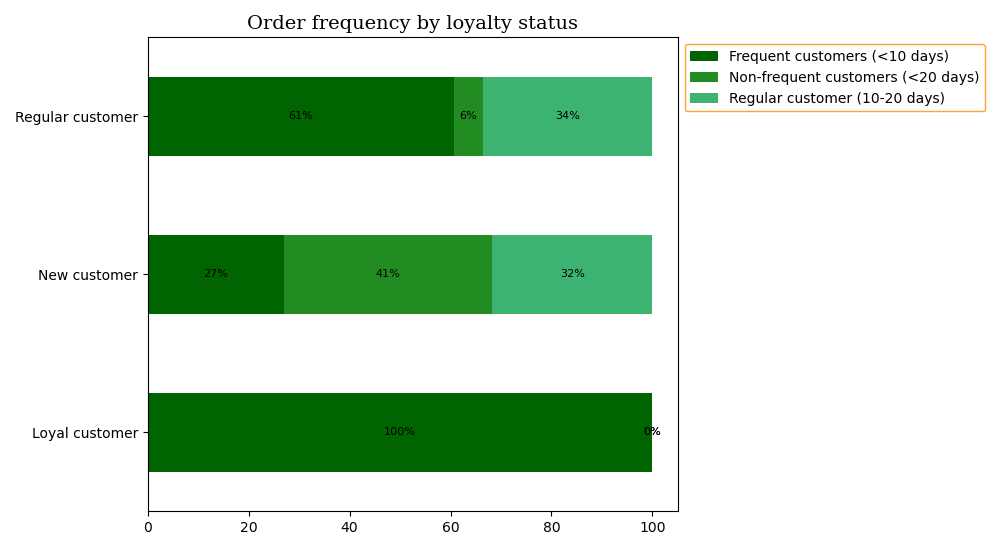 Order frequency by loyalty status
Frequent customers (<10 days)
Non-frequent customers (<20 days)
Regular customer (10-20 days)
Regular customer
61%
6%
34%
New customer
27%
41%
32%
Loyal customer
100%
0%
0 20 40 60 80 100